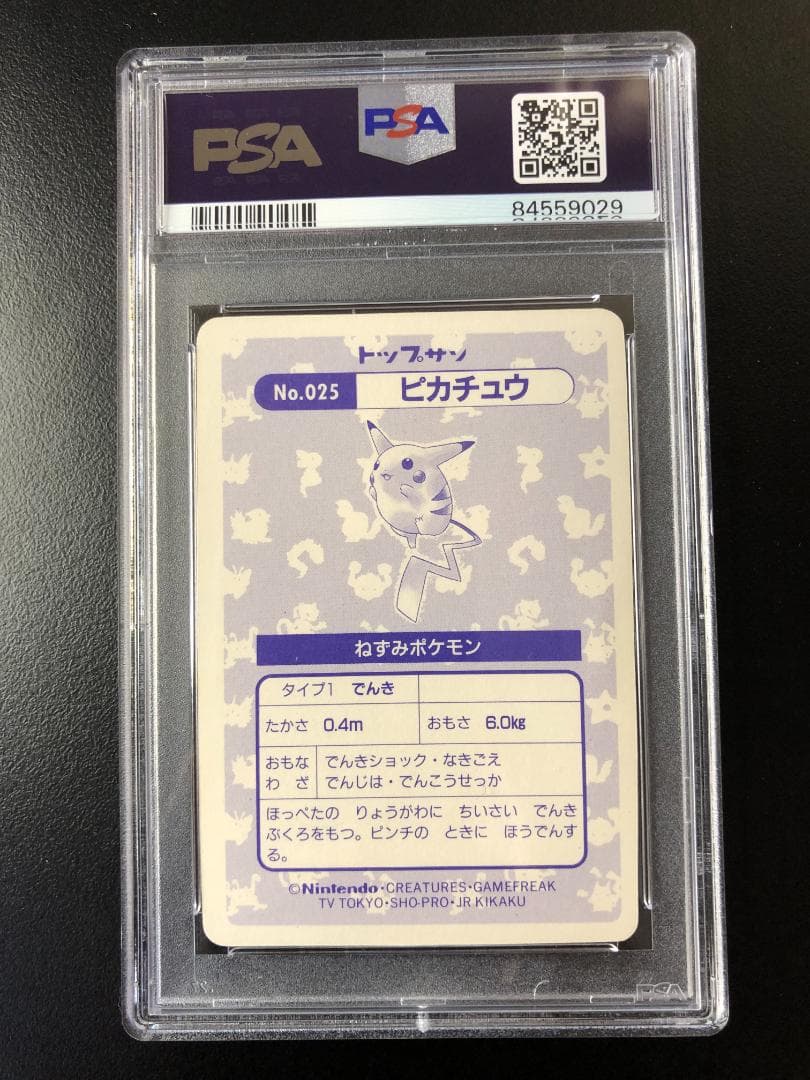 PSA
PSA
84559029
トップサン
No.025 ピカチュウ
ねずみポケモン
タイプ1 でんき
たかさ 0.4m おもさ 6.0kg
おもな でんきショック・なきごえ
わ ざ でんじは・でんこうせっか
ほっぺたの りょうがわに ちいさい でんき
ぶくろをもつ。ピンチの ときに ほうでんす
る。
©Nintendo・CREATURES・GAMEFREAK
TV TOKYO・SHO-PRO・JR KIKAKU
PSA